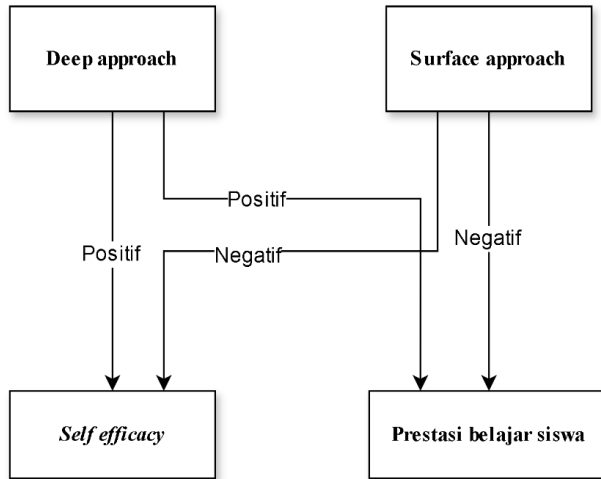 Deep approach
Surface approach
Positif
Negatif
Positif
Negatif
Self efficacy
Prestasi belajar siswa